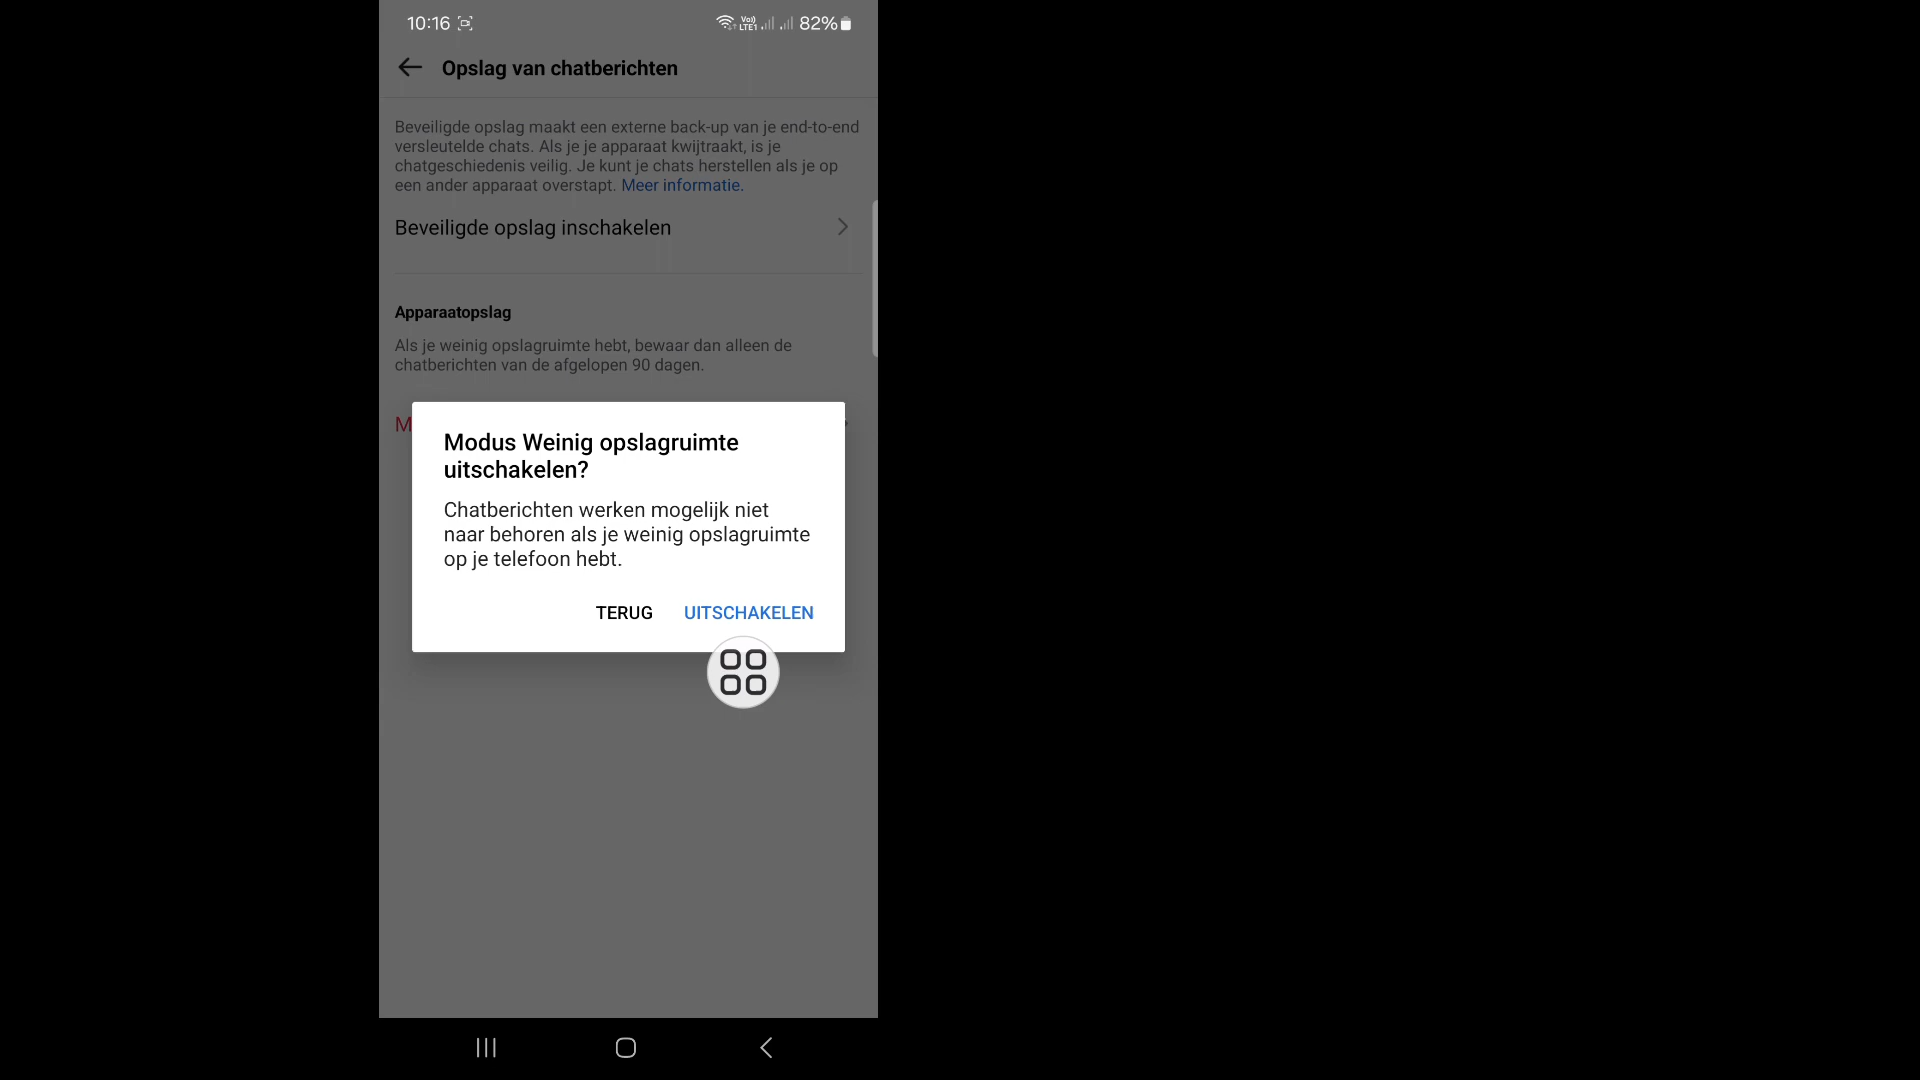 10:16
Vo)) LTE1 82%
Opslag van chatberichten
Beveiligde opslag maakt een externe back-up van je end-to-end
versleutelde chats. Als je je apparaat kwijtraakt, is je
chatgeschiedenis veilig. Je kunt je chats herstellen als je op
een ander apparaat overstapt. Meer informatie.
Beveiligde opslag inschakelen
Apparaatopslag
Als je weinig opslagruimte hebt, bewaar dan alleen de
chatberichten van de afgelopen 90 dagen.
M
Modus Weinig opslagruimte
uitschakelen?
Chatberichten werken mogelijk niet
naar behoren als je weinig opslagruimte
op je telefoon hebt.
TERUG UITSCHAKELEN